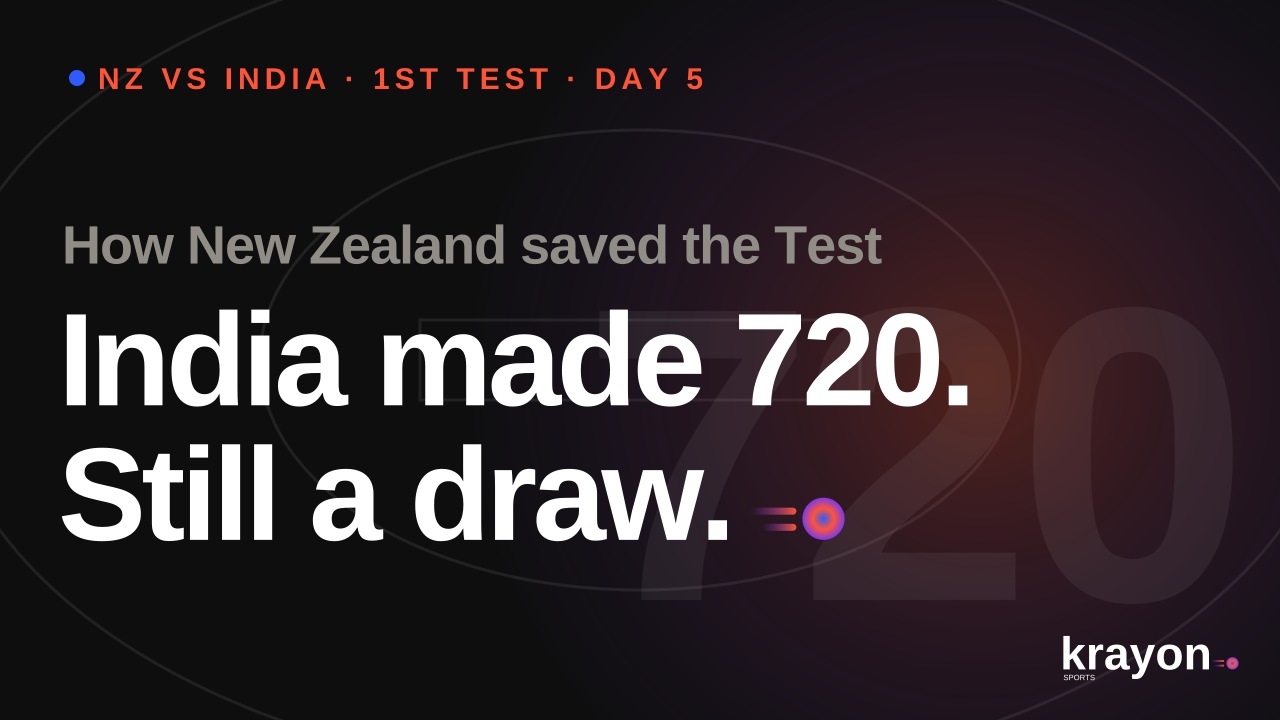 NZ VS INDIA · 1ST TEST · DAY 5
How New Zealand saved the Test
India made 720.
Still a draw.
720
krayon
SPORTS